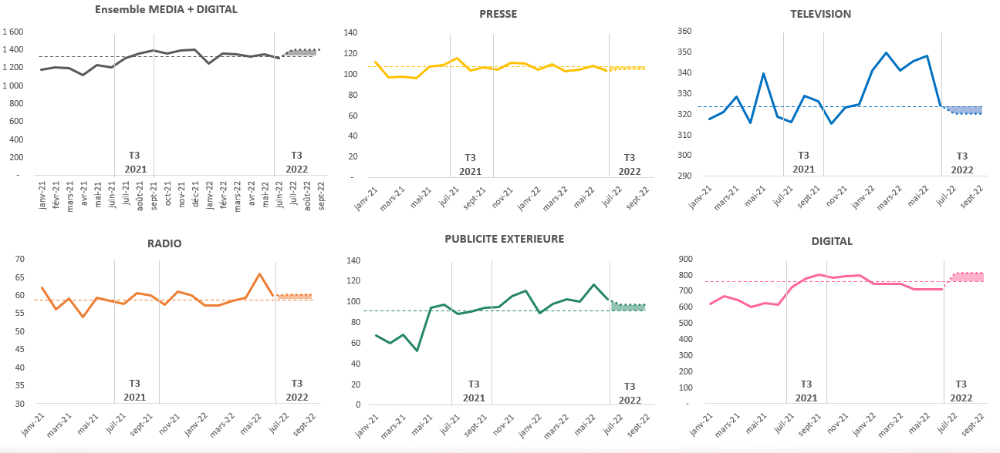 Ensemble MEDIA + DIGITAL
1 600
1 400
1 200
1 000
800
600
400
200
-
T3
2021
T3
2022
janv-21
févr-21
mars-21
avr-21
mai-21
juin-21
juil-21
août-21
sept-21
oct-21
nov-21
déc-21
janv-22
févr-22
mars-22
avr-22
mai-22
juin-22
juil-22
août-22
sept-22
PRESSE
140
120
100
80
60
40
20
-
T3
2021
T3
2022
janv-21
mars-21
mai-21
juil-21
sept-21
nov-21
janv-22
mars-22
mai-22
juil-22
sept-22
TELEVISION
360
350
340
330
320
310
300
290
T3
2021
T3
2022
janv-21
mars-21
mai-21
juil-21
sept-21
nov-21
janv-22
mars-22
mai-22
juil-22
sept-22
RADIO
70
65
60
55
50
45
40
35
30
T3
2021
T3
2022
janv-21
mars-21
mai-21
juil-21
sept-21
nov-21
janv-22
mars-22
mai-22
juil-22
sept-22
PUBLICITE EXTERIEURE
140
120
100
80
60
40
20
0
T3
2021
T3
2022
janv-21
mars-21
mai-21
juil-21
sept-21
nov-21
janv-22
mars-22
mai-22
juil-22
sept-22
DIGITAL
900
800
700
600
500
400
300
200
100
-
T3
2021
T3
2022
janv-21
mars-21
mai-21
juil-21
sept-21
nov-21
janv-22
mars-22
mai-22
juil-22
sept-22